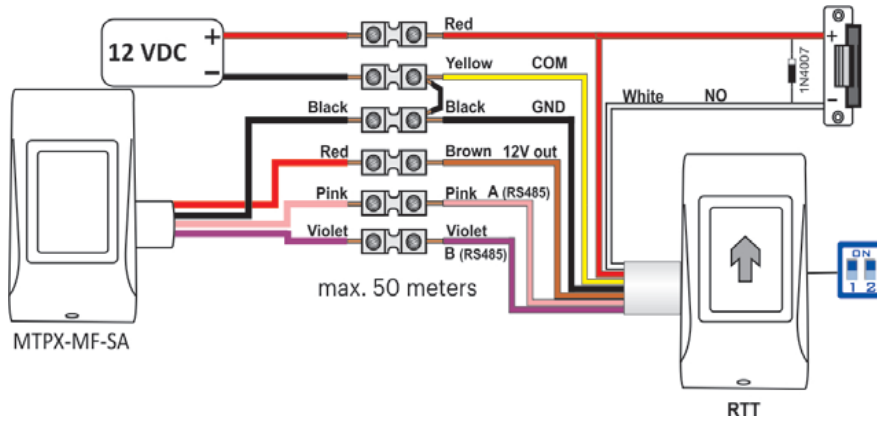 Red
12 VDC
+
−
Yellow COM
1N4007
+
−
White NO
Black
Black GND
Red
Brown 12V out
Pink
Pink A (RS485)
Violet
Violet
B (RS485)
max. 50 meters
ON
1 2
MTPX-MF-SA
RTT